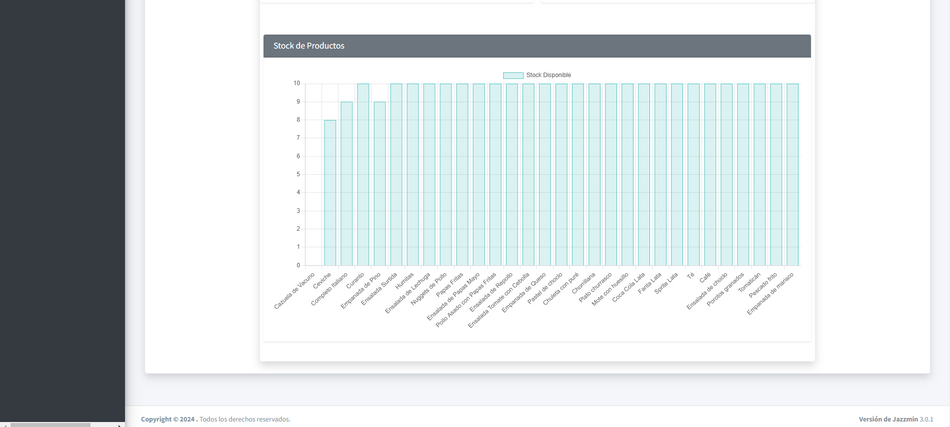 Stock de Productos
Stock Disponible
10
9
8
7
6
5
4
3
2
1
0
Cazuela de Vacuno
Ceviche
Completo Italiano
Curanto
Empanada de Pino
Ensalada Surtida
Humitas
Ensalada de Lechuga
Nuggets de Pollo
Papas Fritas
Ensalada de Papas Mayo
Pollo Asado con Papas Fritas
Ensalada de Repollo
Ensalada Tomate con Cebolla
Empanada de Queso
Pastel de choclo
Chuleta con puré
Chorrillana
Plato churrasco
Mote con huesillo
Coca Cola Lata
Fanta Lata
Sprite Lata
Té
Café
Ensalada de choclo
Porotos granados
Tomaticán
Pescado frito
Empanada de marisco
Copyright © 2024 . Todos los derechos reservados.
Versión de Jazzmin 3.0.1